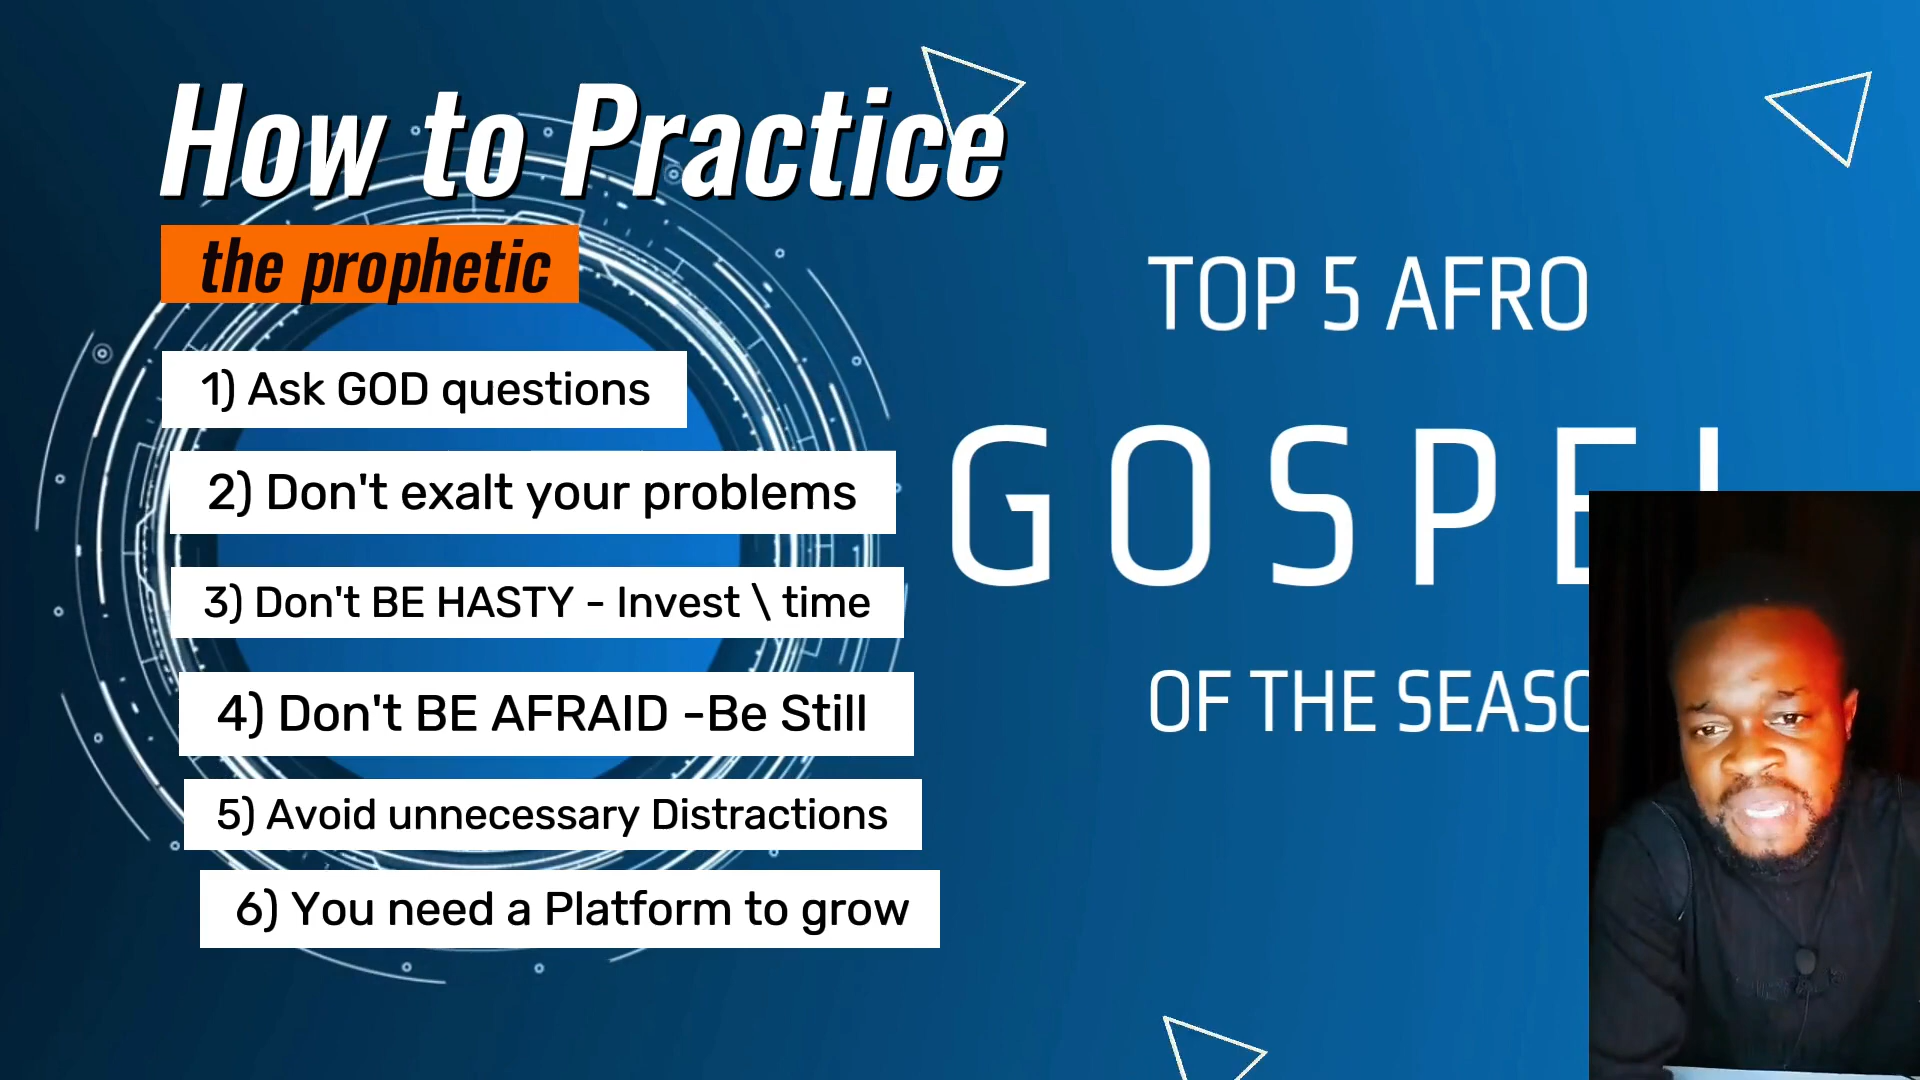 How to Practice
the prophetic
1) Ask GOD questions
2) Don't exalt your problems
3) Don't BE HASTY - Invest \ time
4) Don't BE AFRAID -Be Still
5) Avoid unnecessary Distractions
6) You need a Platform to grow
TOP 5 AFRO
GOSPEL
OF THE SEASO